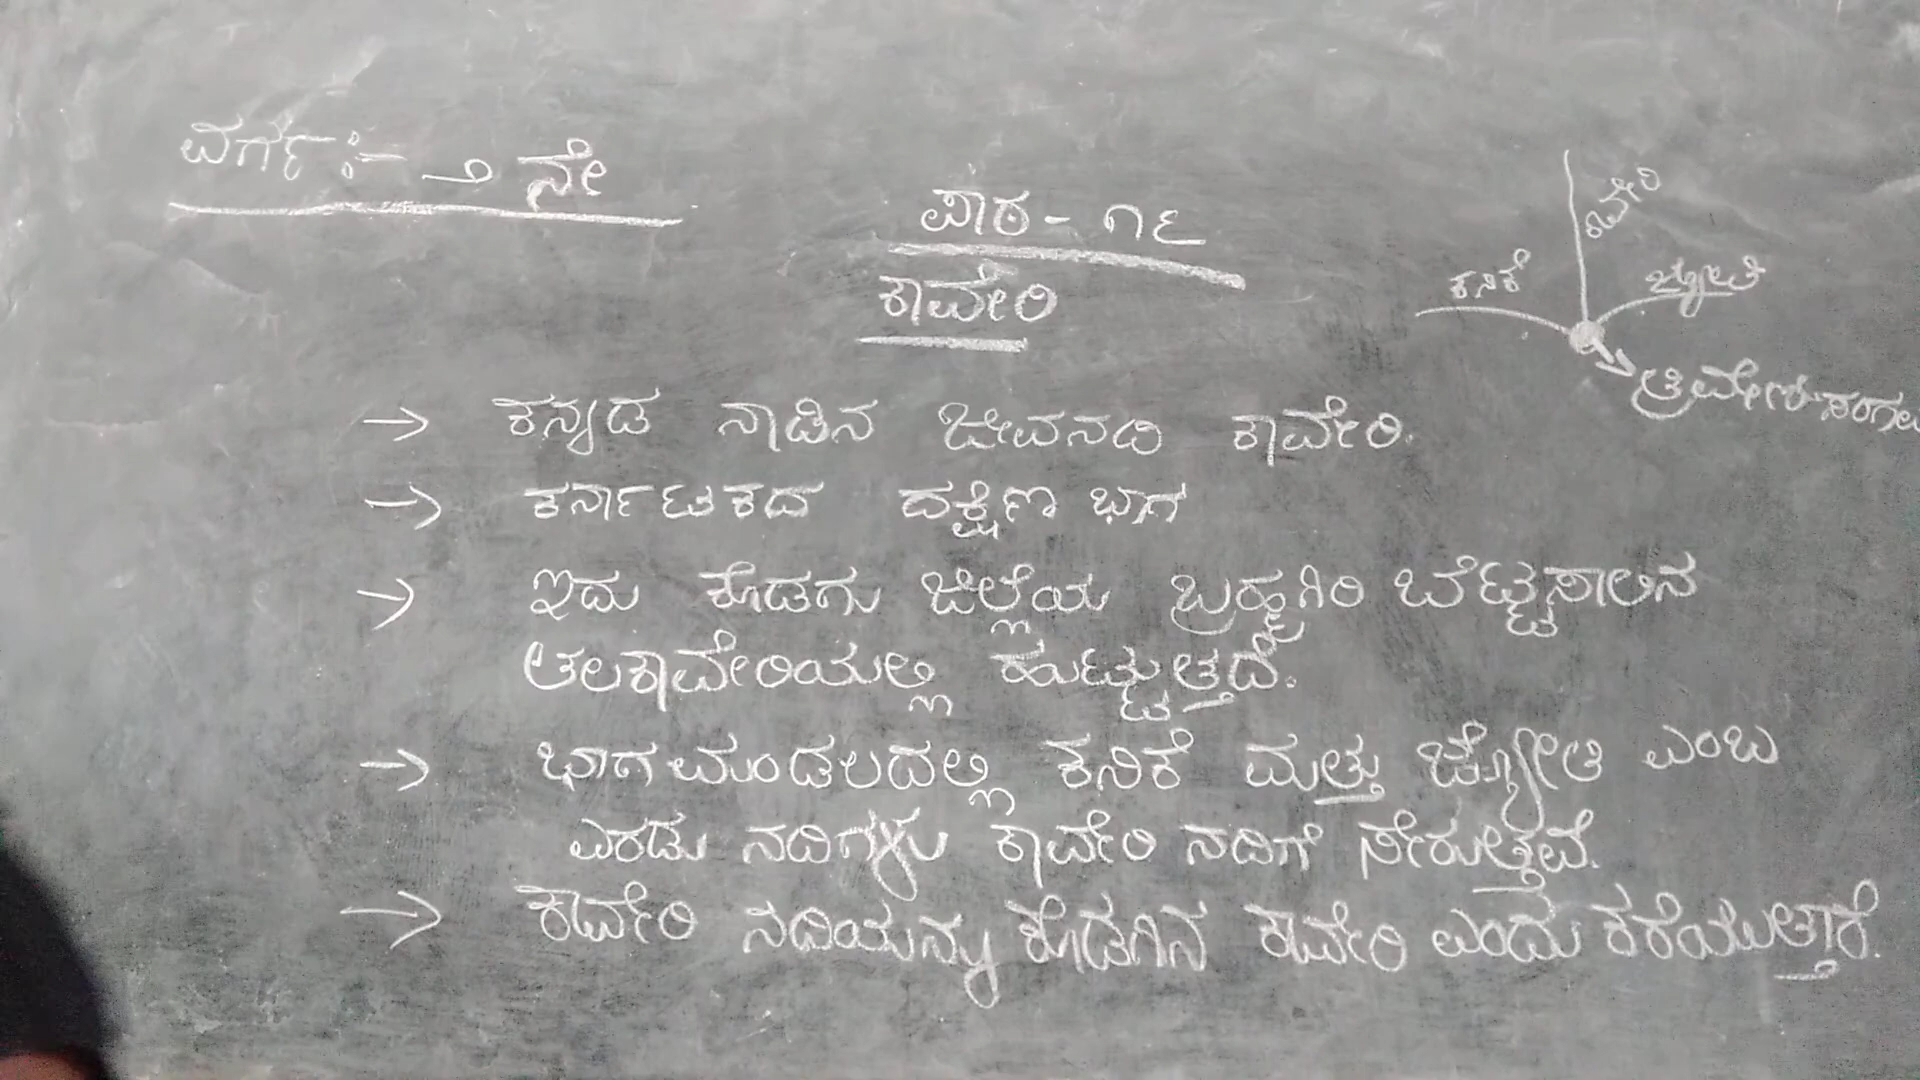 ವರ್ಗ :- ೨ ನೇ
ಪಾಠ - ೧೬
ಕಾವೇರಿ
ಕಾವೇರಿ
ಕನಿಕೆ
ಜ್ಯೋತಿ
ತ್ರಿವೇಣಿ ಸಂಗಮ
→ ಕನ್ನಡ ನಾಡಿನ ಜೀವನದಿ ಕಾವೇರಿ.
→ ಕರ್ನಾಟಕದ ದಕ್ಷಿಣ ಭಾಗ
→ ಇದು ಕೊಡಗು ಜಿಲ್ಲೆಯ ಬ್ರಹ್ಮಗಿರಿ ಬೆಟ್ಟಸಾಲಿನ
ತಲಕಾವೇರಿಯಲ್ಲಿ ಹುಟ್ಟುತ್ತದೆ.
→ ಭಾಗಮಂಡಲದಲ್ಲಿ ಕನಿಕೆ ಮತ್ತು ಜ್ಯೋತಿ ಎಂಬ
ಎರಡು ನದಿಗಳು ಕಾವೇರಿ ನದಿಗೆ ಸೇರುತ್ತವೆ.
→ ಕಾವೇರಿ ನದಿಯನ್ನು ಕೊಡಗಿನ ಕಾವೇರಿ ಎಂದು ಕರೆಯುತ್ತಾರೆ.